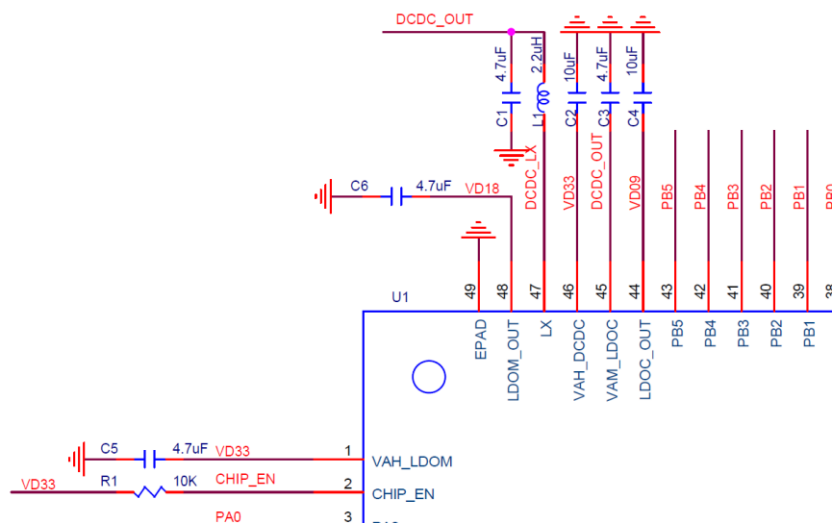 DCDC_OUT
4.7uF
C1
2.2uH
L1
10uF
C2
4.7uF
C3
10uF
C4
DCDC_LX
VD33
DCDC_OUT
VD09
PB5
PB4
PB3
PB2
PB1
PB0
C6
4.7uF
VD18
U1
49
48
47
46
45
44
43
42
41
40
39
38
EPAD
LDOM_OUT
LX
VAH_DCDC
VAM_LDOC
LDOC_OUT
PB5
PB4
PB3
PB2
PB1
C5
4.7uF
VD33
1
VAH_LDOM
VD33
R1
10K
CHIP_EN
2
CHIP_EN
PA0
3